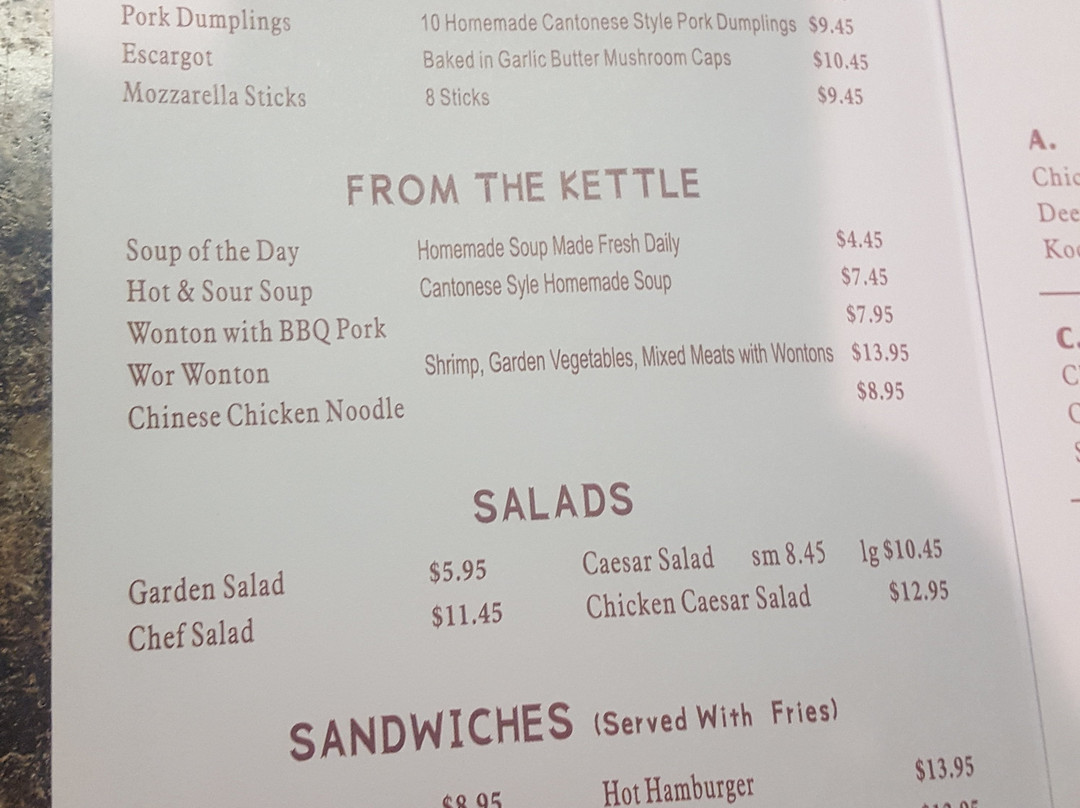 Pork Dumplings 10 Homemade Cantonese Style Pork Dumplings $9.45
Escargot Baked in Garlic Butter Mushroom Caps $10.45
Mozzarella Sticks 8 Sticks $9.45
FROM THE KETTLE
Soup of the Day Homemade Soup Made Fresh Daily $4.45
Hot & Sour Soup Cantonese Syle Homemade Soup $7.45
Wonton with BBQ Pork $7.95
Wor Wonton Shrimp, Garden Vegetables, Mixed Meats with Wontons $13.95
Chinese Chicken Noodle $8.95
SALADS
Garden Salad $5.95 Caesar Salad sm 8.45 lg $10.45
Chef Salad $11.45 Chicken Caesar Salad $12.95
SANDWICHES (Served With Fries)
$8.95 Hot Hamburger $13.95
A.
Chic
Dee
C.